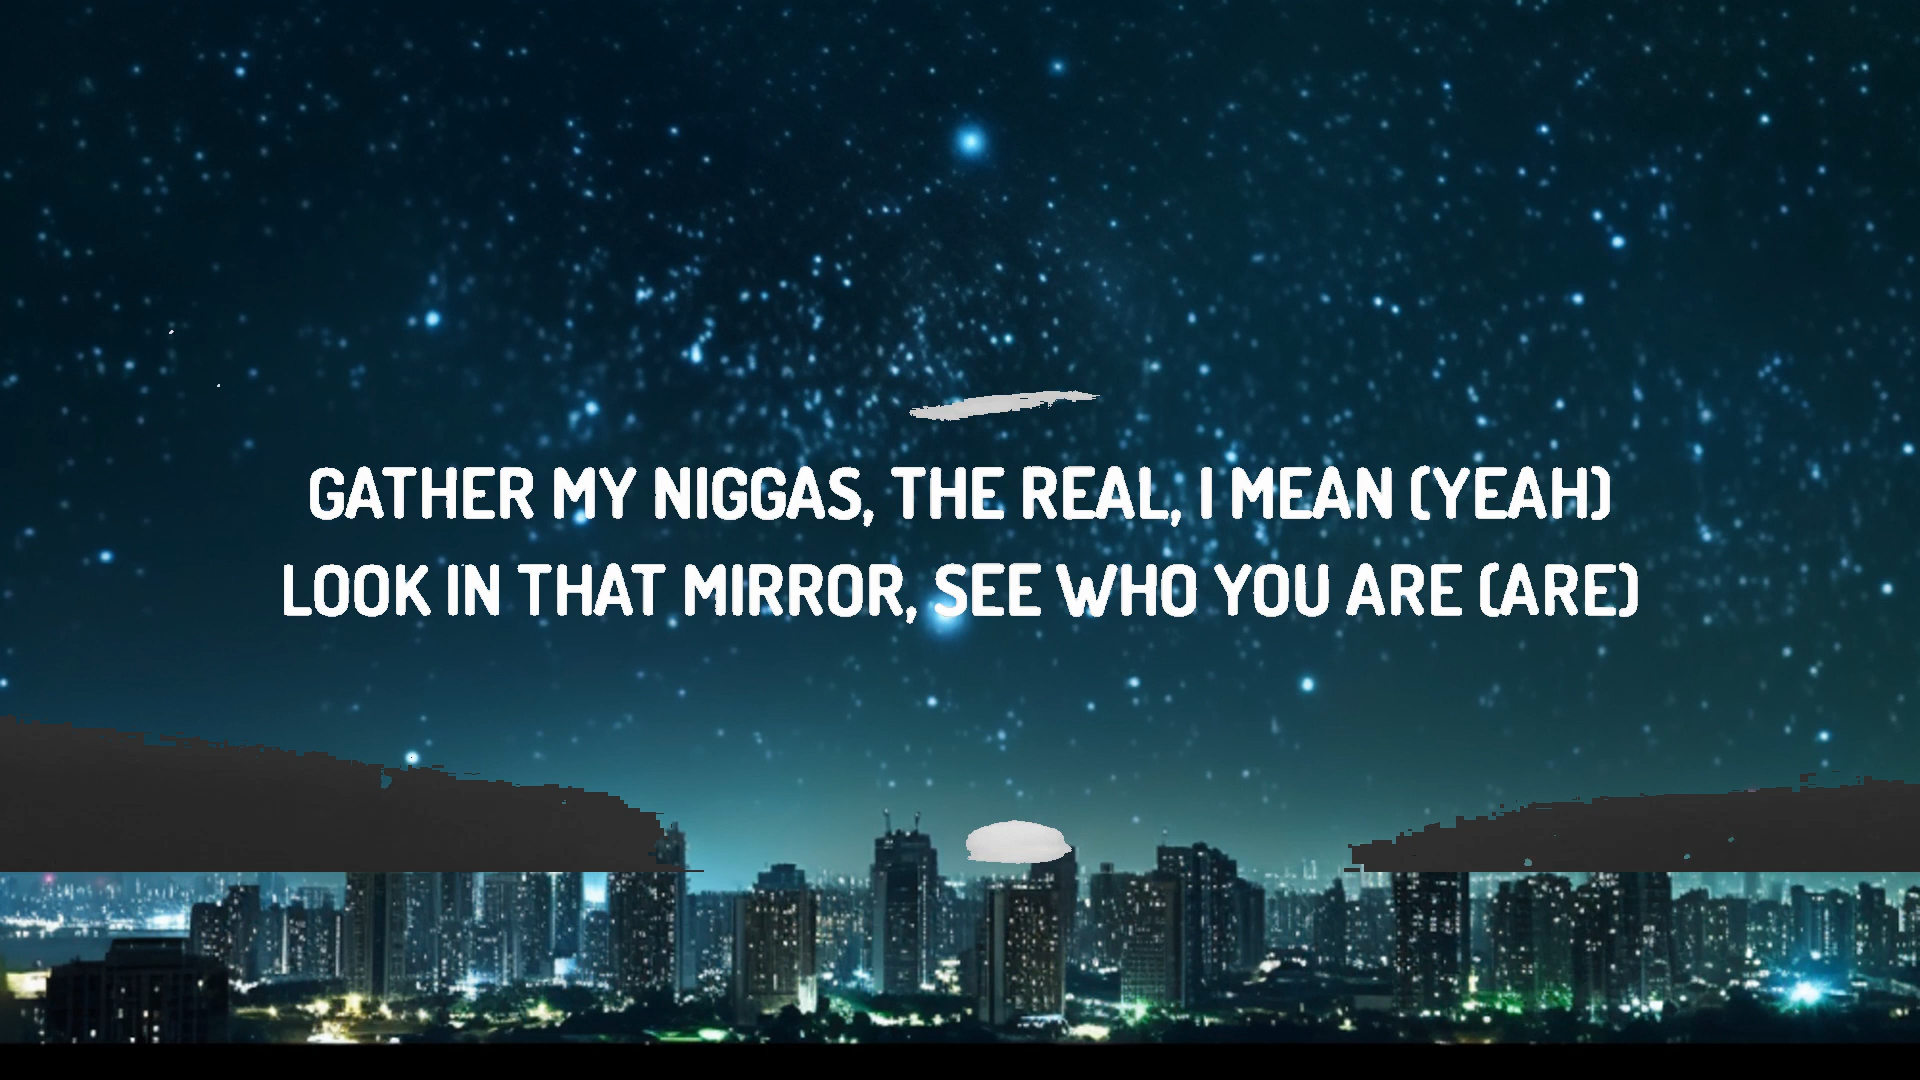 GATHER MY NIGGAS, THE REAL, I MEAN (YEAH)
LOOK IN THAT MIRROR, SEE WHO YOU ARE (ARE)